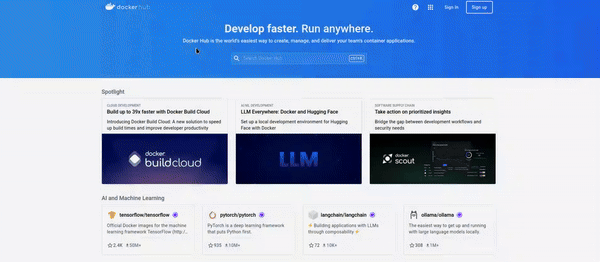 dockerhub
Sign In
Sign up
Develop faster. Run anywhere.
Docker Hub is the world's easiest way to create, manage, and deliver your team's container applications.
Search Docker Hub
Spotlight
CLOUD DEVELOPMENT
Build up to 39x faster with Docker Build Cloud
Introducing Docker Build Cloud: A new solution to speed up build times and improve developer productivity
docker
build cloud
AI/ML DEVELOPMENT
LLM Everywhere: Docker and Hugging Face
Set up a local development environment for Hugging Face with Docker
LLM
SOFTWARE SUPPLY CHAIN
Take action on prioritized insights
Bridge the gap between development workflows and security needs
docker
scout
AI and Machine Learning
tensorflow/tensorflow
Official Docker images for the machine learning framework TensorFlow (http:/...
2.4K 50M+
pytorch/pytorch
PyTorch is a deep learning framework that puts Python first.
10M+
langchain/langchain
⚡ Building applications with LLMs through composability ⚡
72 10K+
ollama/ollama
The easiest way to get up and running with large language models locally.
1M+